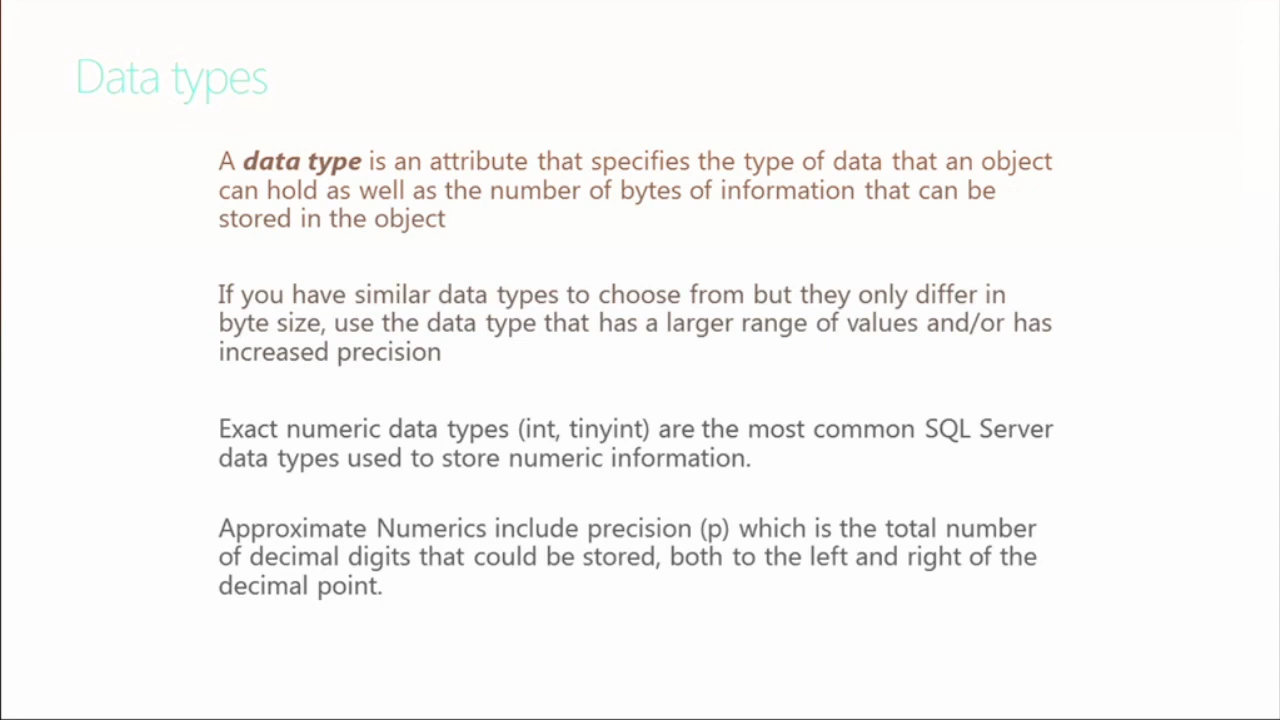 Data types
A data type is an attribute that specifies the type of data that an object
can hold as well as the number of bytes of information that can be
stored in the object
If you have similar data types to choose from but they only differ in
byte size, use the data type that has a larger range of values and/or has
increased precision
Exact numeric data types (int, tinyint) are the most common SQL Server
data types used to store numeric information.
Approximate Numerics include precision (p) which is the total number
of decimal digits that could be stored, both to the left and right of the
decimal point.